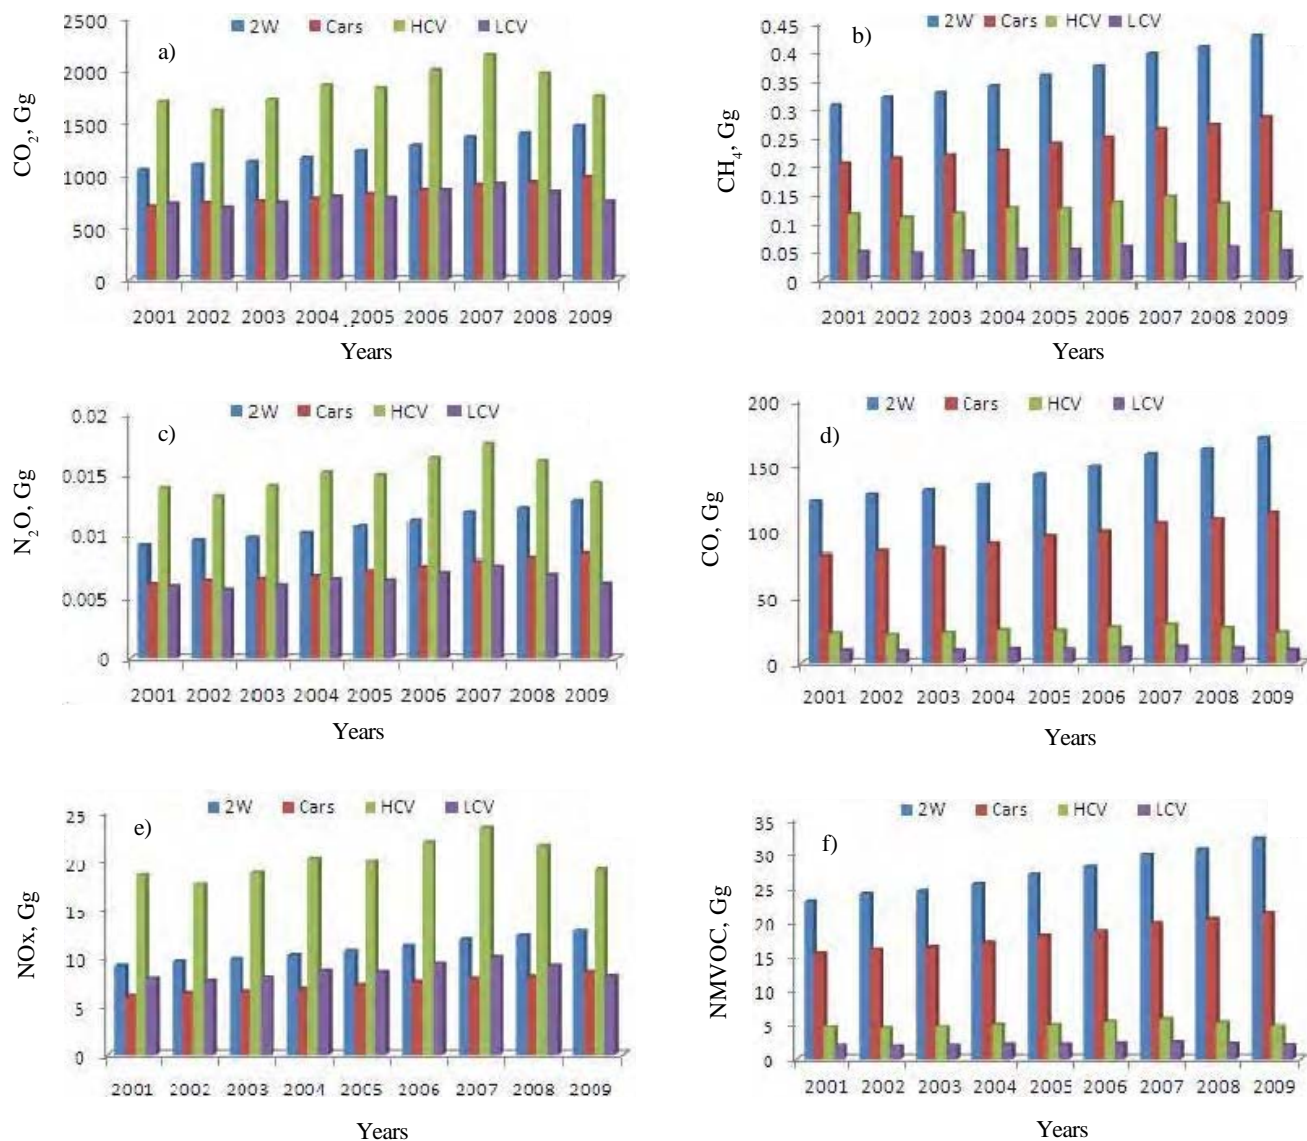 2W Cars HCV LCV
a)
CO2, Gg
2500
2000
1500
1000
500
0
2001 2002 2003 2004 2005 2006 2007 2008 2009
Years
2W Cars HCV LCV
b)
CH4, Gg
0.45
0.4
0.35
0.3
0.25
0.2
0.15
0.1
0.05
0
2001 2002 2003 2004 2005 2006 2007 2008 2009
Years
2W Cars HCV LCV
c)
N2O, Gg
0.02
0.015
0.01
0.005
0
2001 2002 2003 2004 2005 2006 2007 2008 2009
Years
2W Cars HCV LCV
d)
CO, Gg
200
150
100
50
0
2001 2002 2003 2004 2005 2006 2007 2008 2009
Years
2W Cars HCV LCV
e)
NOx, Gg
25
20
15
10
5
0
2001 2002 2003 2004 2005 2006 2007 2008 2009
Years
2W Cars HCV LCV
f)
NMVOC, Gg
35
30
25
20
15
10
5
0
2001 2002 2003 2004 2005 2006 2007 2008 2009
Years